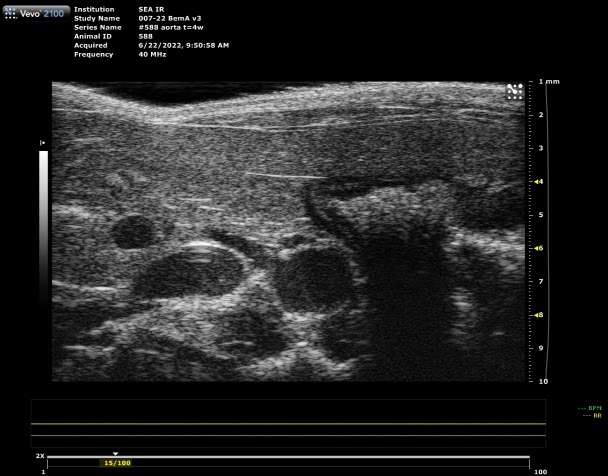 Vevo 2100
Institution SEA IR
Study Name 007-22 BemA v3
Series Name #588 aorta t=4w
Animal ID 588
Acquired 6/22/2022, 9:50:58 AM
Frequency 40 MHz
1 mm
2
3
4
5
6
7
8
9
10
--- BPM
--- RR
2X
15/100
1
100